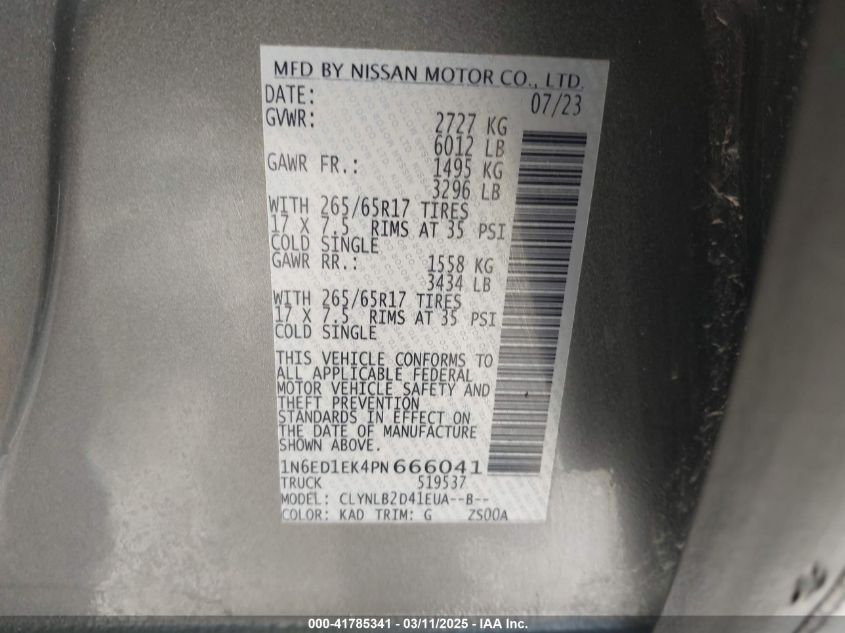 MFD BY NISSAN MOTOR CO., LTD.
DATE: 07/23
GVWR: 2727 KG
6012 LB
GAWR FR.: 1495 KG
3296 LB
WITH 265/65R17 TIRES
17 X 7.5 RIMS AT 35 PSI
COLD SINGLE
GAWR RR.: 1558 KG
3434 LB
WITH 265/65R17 TIRES
17 X 7.5 RIMS AT 35 PSI
COLD SINGLE
THIS VEHICLE CONFORMS TO
ALL APPLICABLE FEDERAL
MOTOR VEHICLE SAFETY AND
THEFT PREVENTION
STANDARDS IN EFFECT ON
THE DATE OF MANUFACTURE
SHOWN ABOVE.
1N6ED1EK4PN666041
TRUCK 519537
MODEL: CLYNLB2D41EUA--B--
COLOR: KAD TRIM: G ZS00A
000-41785341 - 03/11/2025 - IAA Inc.